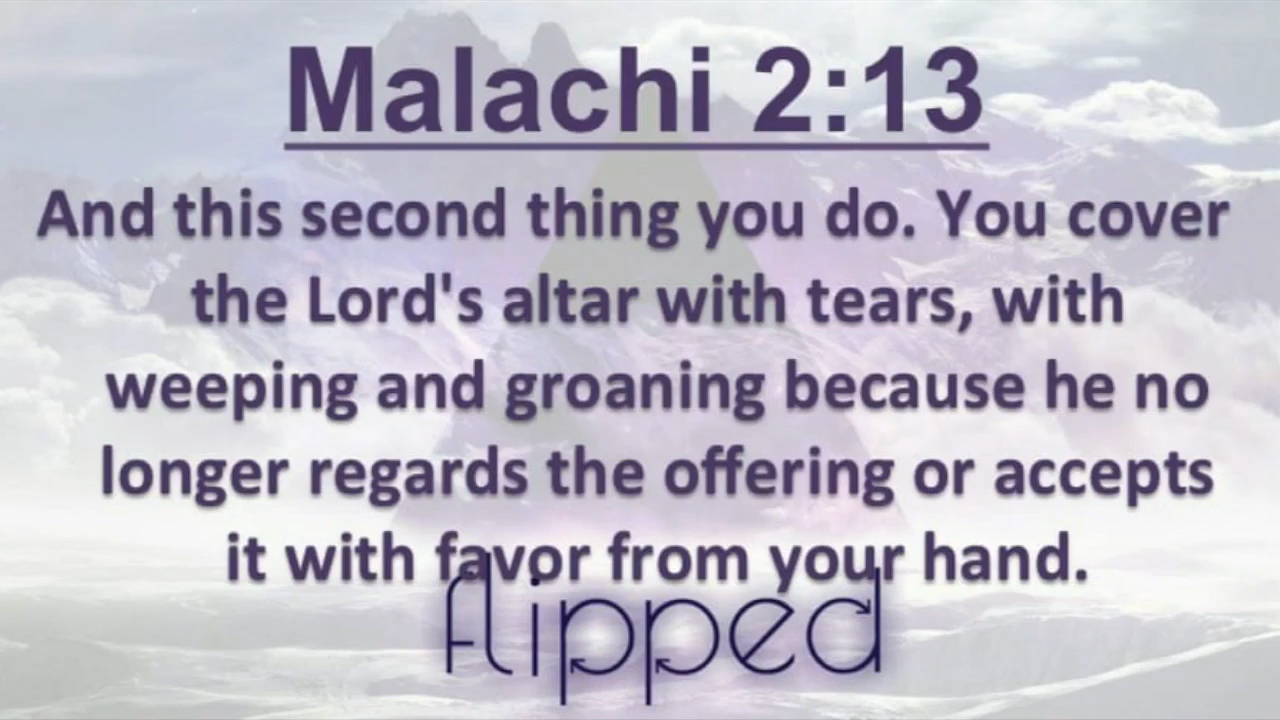 Malachi 2:13
And this second thing you do. You cover
the Lord's altar with tears, with
weeping and groaning because he no
longer regards the offering or accepts
it with favor from your hand.
flipped